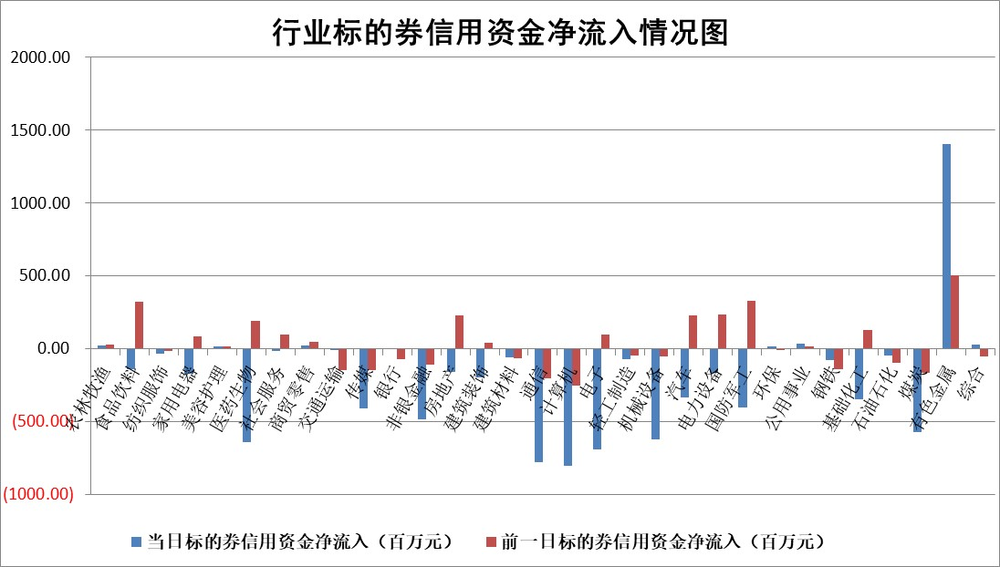 行业标的券信用资金净流入情况图
2000.00
1500.00
1000.00
500.00
0.00
(500.00)
(1000.00)
农林牧渔
食品饮料
纺织服饰
家用电器
美容护理
医药生物
社会服务
商贸零售
交通运输
传媒
银行
非银金融
房地产
建筑装饰
建筑材料
通信
计算机
电子
轻工制造
机械设备
汽车
电力设备
国防军工
环保
公用事业
钢铁
基础化工
石油石化
煤炭
有色金属
综合
当日标的券信用资金净流入（百万元）
前一日标的券信用资金净流入（百万元）